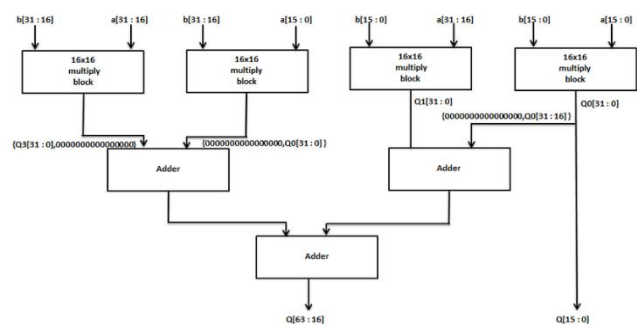 b[31 : 16] a[31 : 16] b[31 : 16] a[15 : 0] b[15 : 0] a[31 : 16] b[15 : 0] a[15 : 0]
16x16 multiply block
16x16 multiply block
16x16 multiply block
16x16 multiply block
Q1[31 : 0]
Q0[31 : 0]
{0000000000000000,Q0[31 : 16] }
{Q3[31 : 0],0000000000000000}
{0000000000000000,Q0[31 : 0] }
Adder
Adder
Adder
Q[63 : 16]
Q[15 : 0]